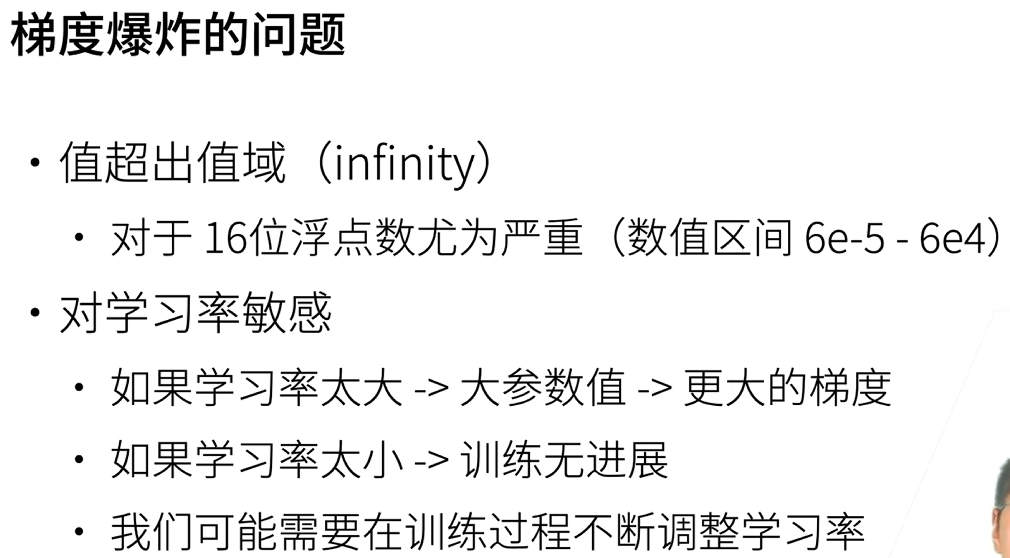 梯度爆炸的问题
• 值超出值域（infinity）
• 对于 16位浮点数尤为严重（数值区间 6e-5 - 6e4）
• 对学习率敏感
• 如果学习率太大 -> 大参数值 -> 更大的梯度
• 如果学习率太小 -> 训练无进展
• 我们可能需要在训练过程不断调整学习率